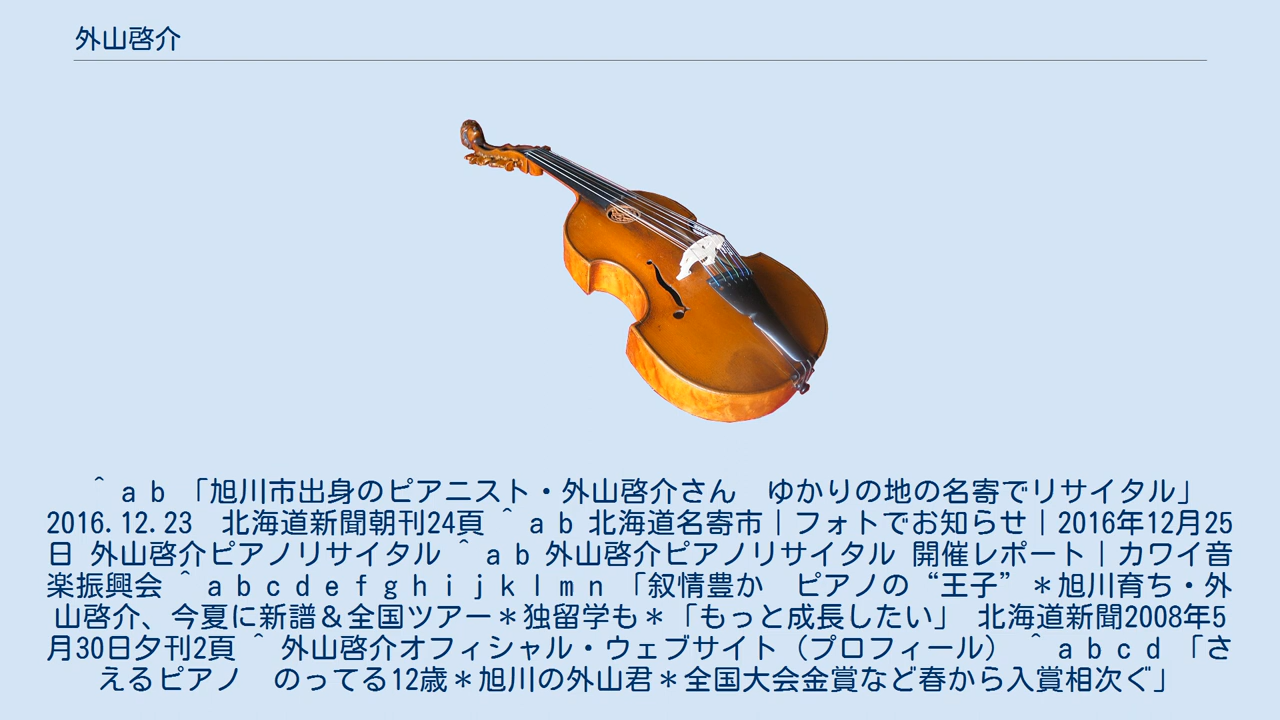 外山啓介
^ a b 「旭川市出身のピアニスト・外山啓介さん　ゆかりの地の名寄でリサイタル」
2016.12.23　北海道新聞朝刊24頁 ^ a b 北海道名寄市｜フォトでお知らせ｜2016年12月25
日 外山啓介ピアノリサイタル ^ a b 外山啓介ピアノリサイタル 開催レポート｜カワイ音
楽振興会 ^ a b c d e f g h i j k l m n 「叙情豊か　ピアノの“王子”＊旭川育ち・外
山啓介、今夏に新譜＆全国ツアー＊独留学も＊「もっと成長したい」 北海道新聞2008年5
月30日夕刊2頁 ^ 外山啓介オフィシャル・ウェブサイト（プロフィール） ^ a b c d 「さ
えるピアノ　のってる12歳＊旭川の外山君＊全国大会金賞など春から入賞相次ぐ」